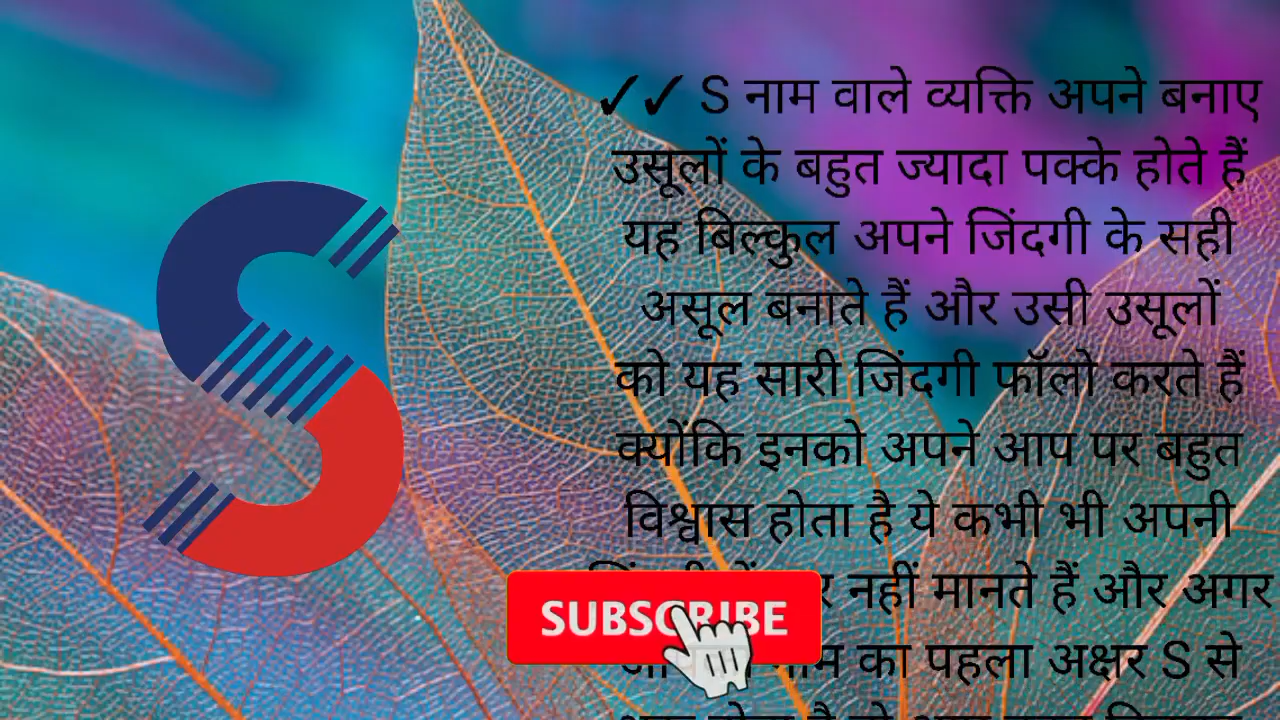 S
✓✓ S नाम वाले व्यक्ति अपने बनाए
उसूलों के बहुत ज्यादा पक्के होते हैं
यह बिल्कुल अपने जिंदगी के सही
असूल बनाते हैं और उसी उसूलों
को यह सारी जिंदगी फॉलो करते हैं
क्योंकि इनको अपने आप पर बहुत
विश्वास होता है ये कभी भी अपनी
नहीं मानते हैं और अगर
SUBSCRIBE
का पहला अक्षर S से